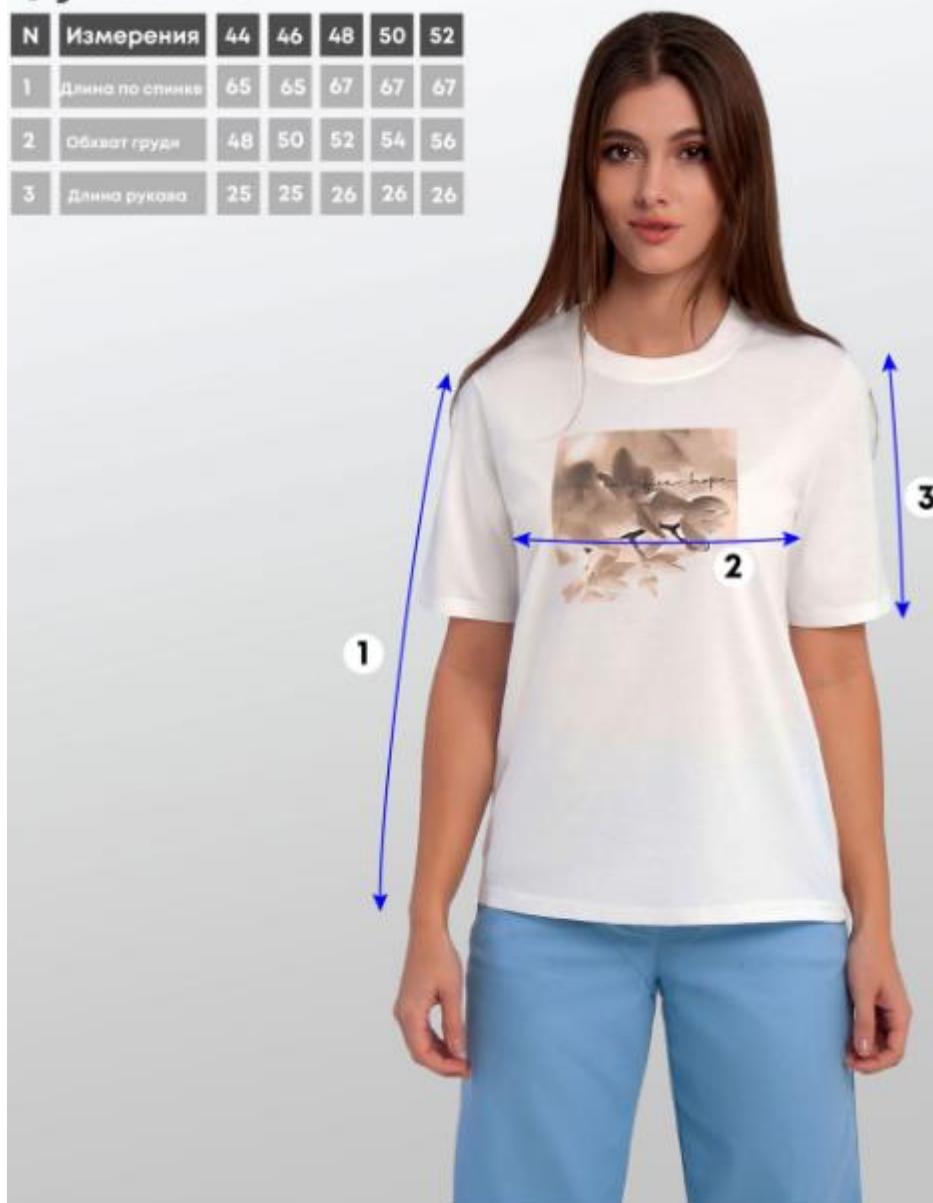 N Измерения 44 46 48 50 52
1 Длина по спинке 65 65 67 67 67
2 Обхват груди 48 50 52 54 56
3 Длина рукава 25 25 26 26 26
hope
3
2
1